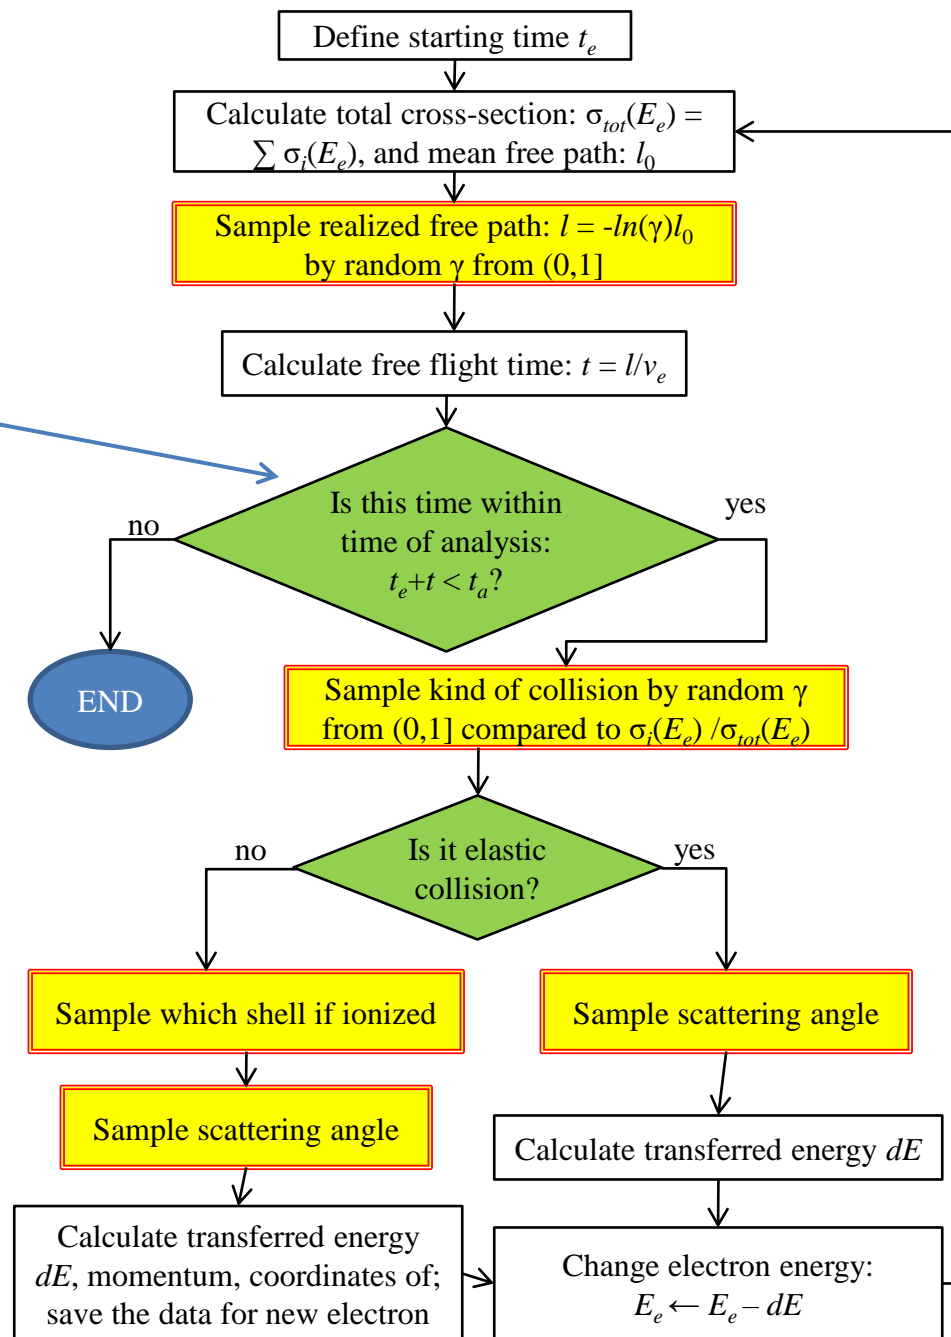 Define starting time tₑ
Calculate total cross-section: σ_tot(Eₑ) =
∑ σᵢ(Eₑ), and mean free path: l₀
Sample realized free path: l = -ln(γ)l₀
by random γ from (0,1]
Calculate free flight time: t = l/vₑ
Is this time within
time of analysis:
tₑ+t < tₐ?
no
yes
END
Sample kind of collision by random γ
from (0,1] compared to σᵢ(Eₑ) /σ_tot(Eₑ)
Is it elastic
collision?
no
yes
Sample which shell if ionized
Sample scattering angle
Sample scattering angle
Calculate transferred energy dE
Calculate transferred energy
dE, momentum, coordinates of;
save the data for new electron
Change electron energy:
Eₑ ← Eₑ – dE